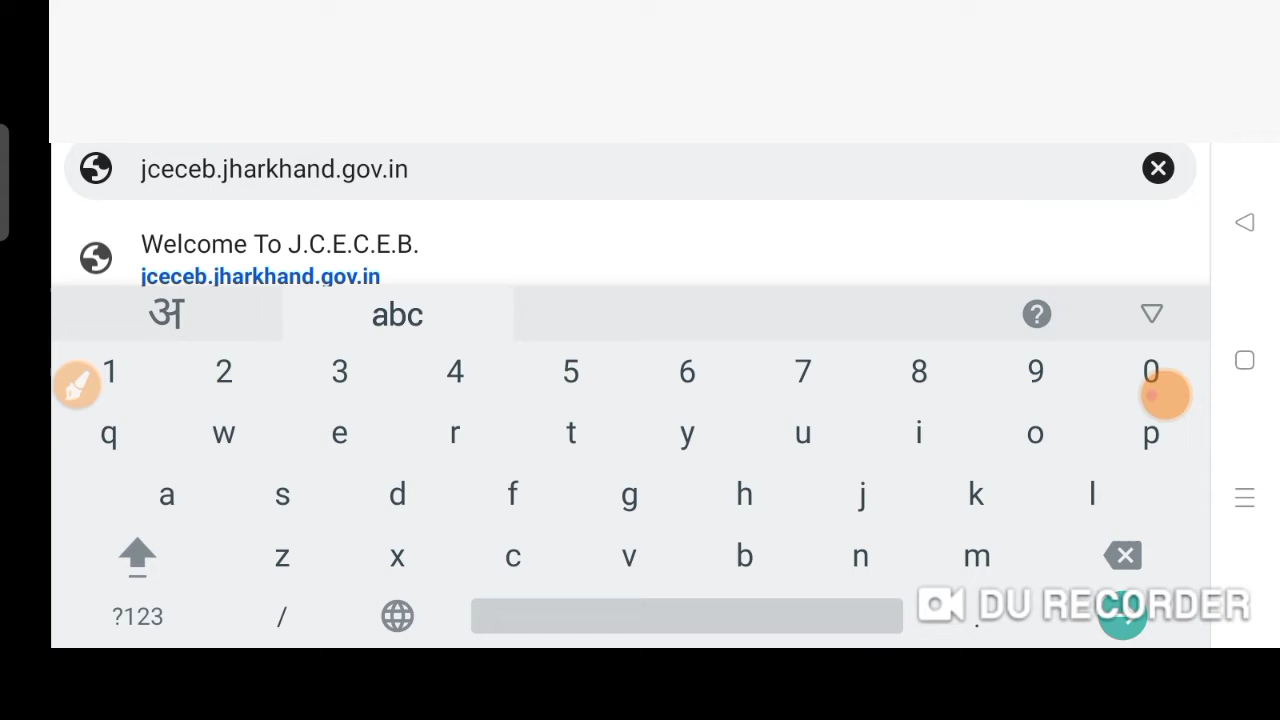 jceceb.jharkhand.gov.in
Welcome To J.C.E.C.E.B.
jceceb.jharkhand.gov.in
अ abc ?
1 2 3 4 5 6 7 8 9 0
q w e r t y u i o p
a s d f g h j k l
z x c v b n m
?123 / .
DU RECORDER